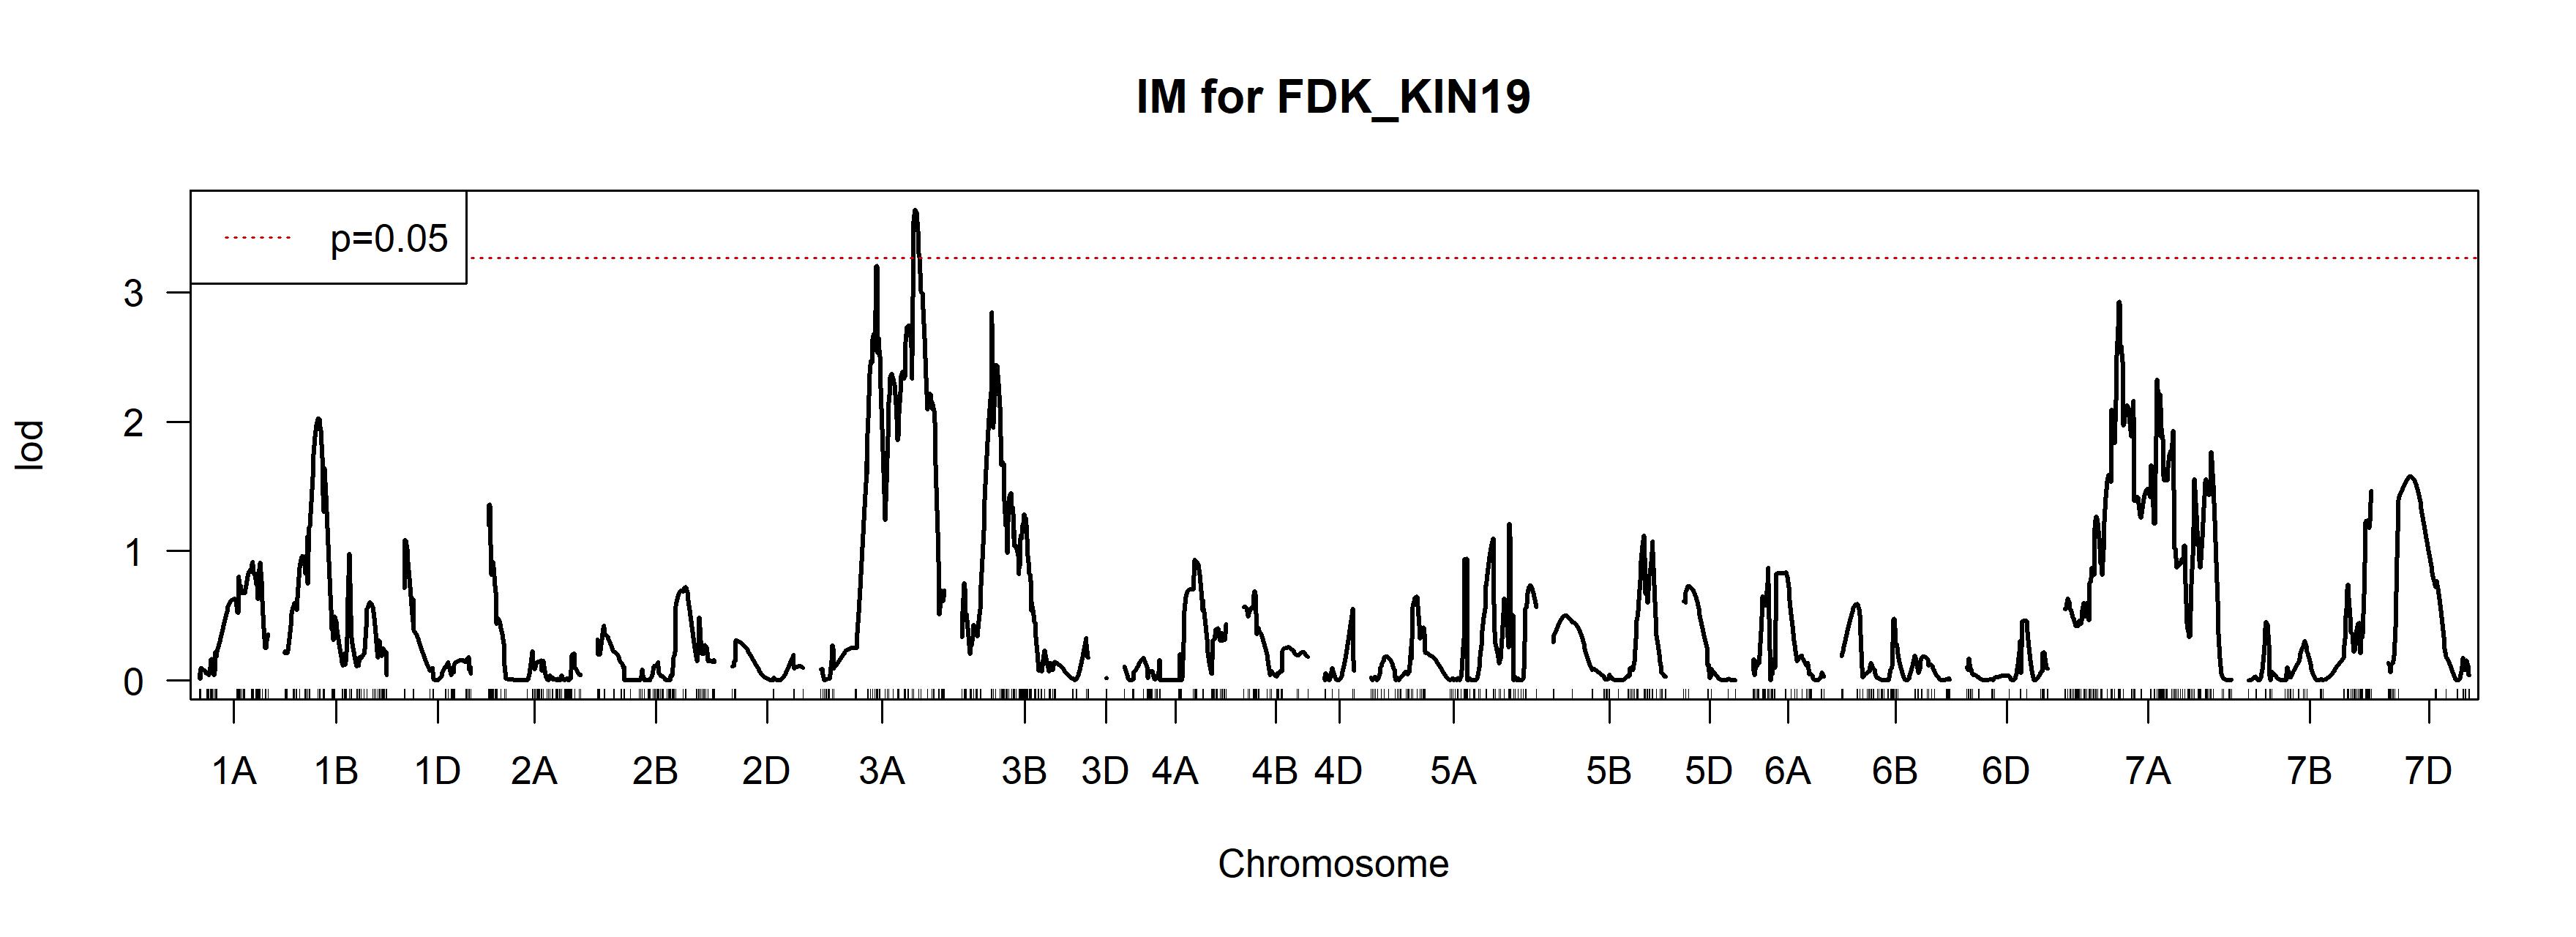 IM for FDK_KIN19
p=0.05
lod
3
2
1
0
1A 1B 1D 2A 2B 2D 3A 3B 3D 4A 4B 4D 5A 5B 5D 6A 6B 6D 7A 7B 7D
Chromosome